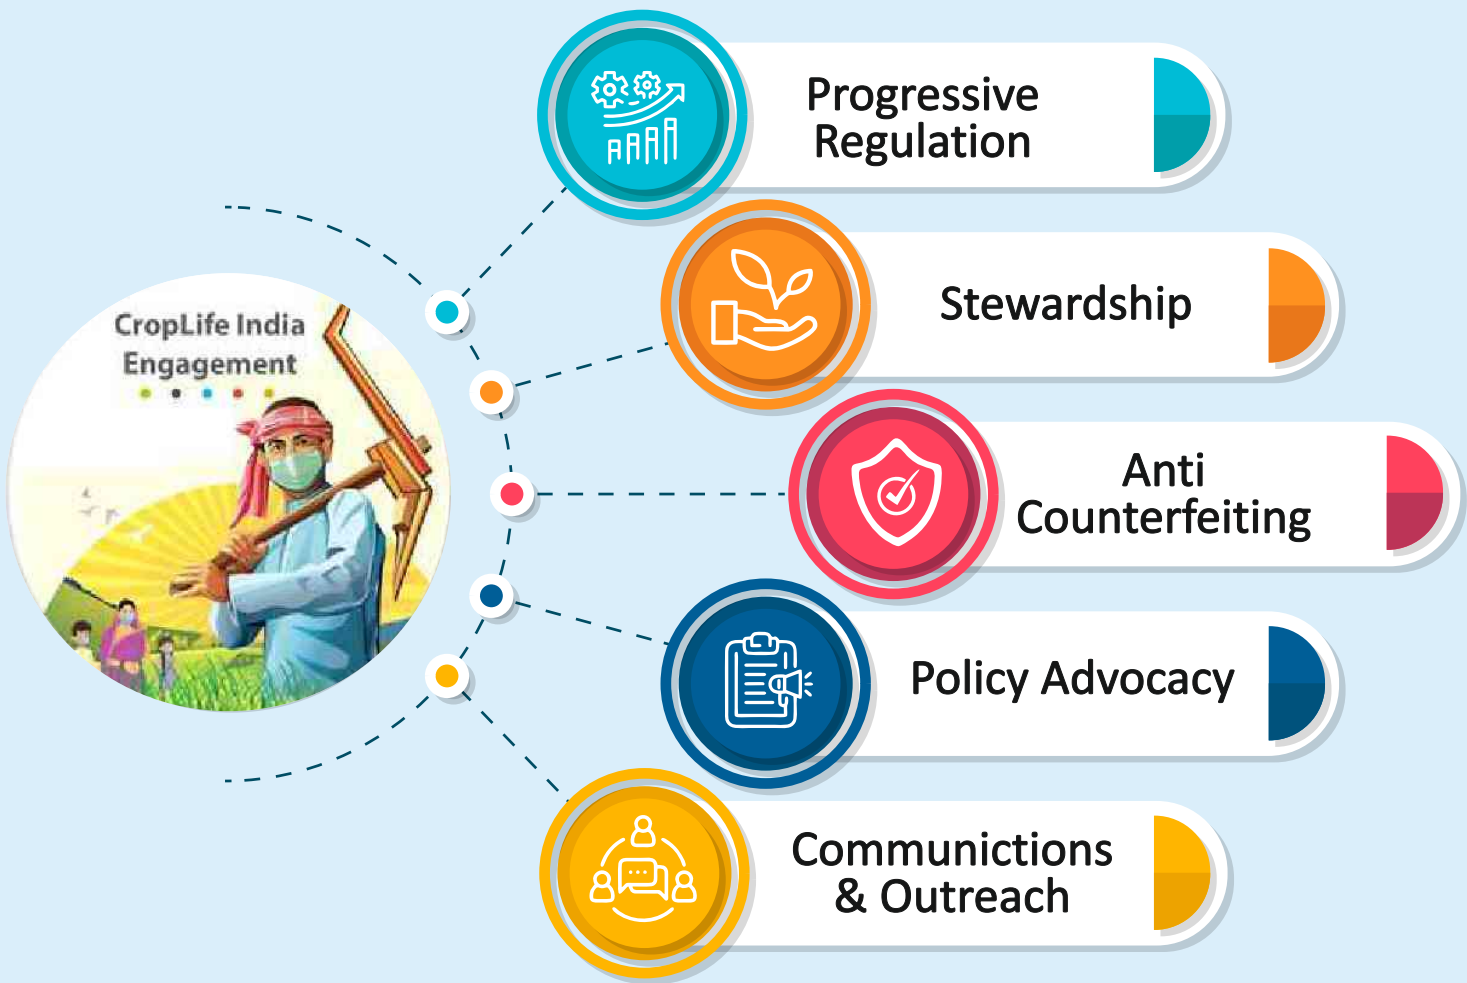 CropLife India
Engagement
Progressive
Regulation
Stewardship
Anti
Counterfeiting
Policy Advocacy
Communictions
& Outreach